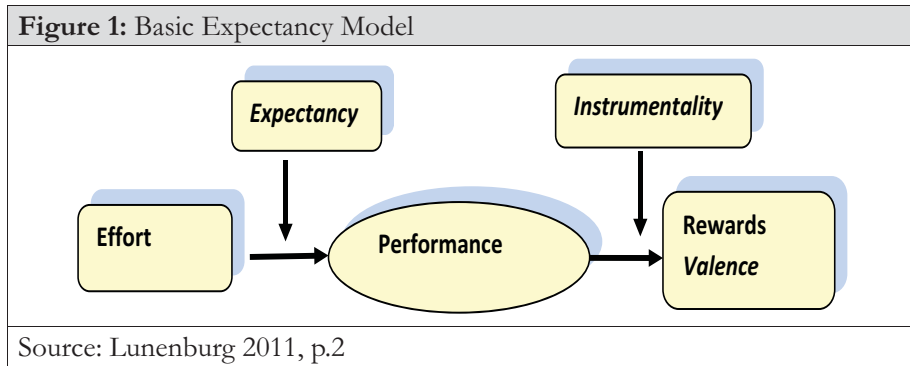 Figure 1: Basic Expectancy Model
Expectancy
Instrumentality
Effort
Performance
Rewards
Valence
Source: Lunenburg 2011, p.2